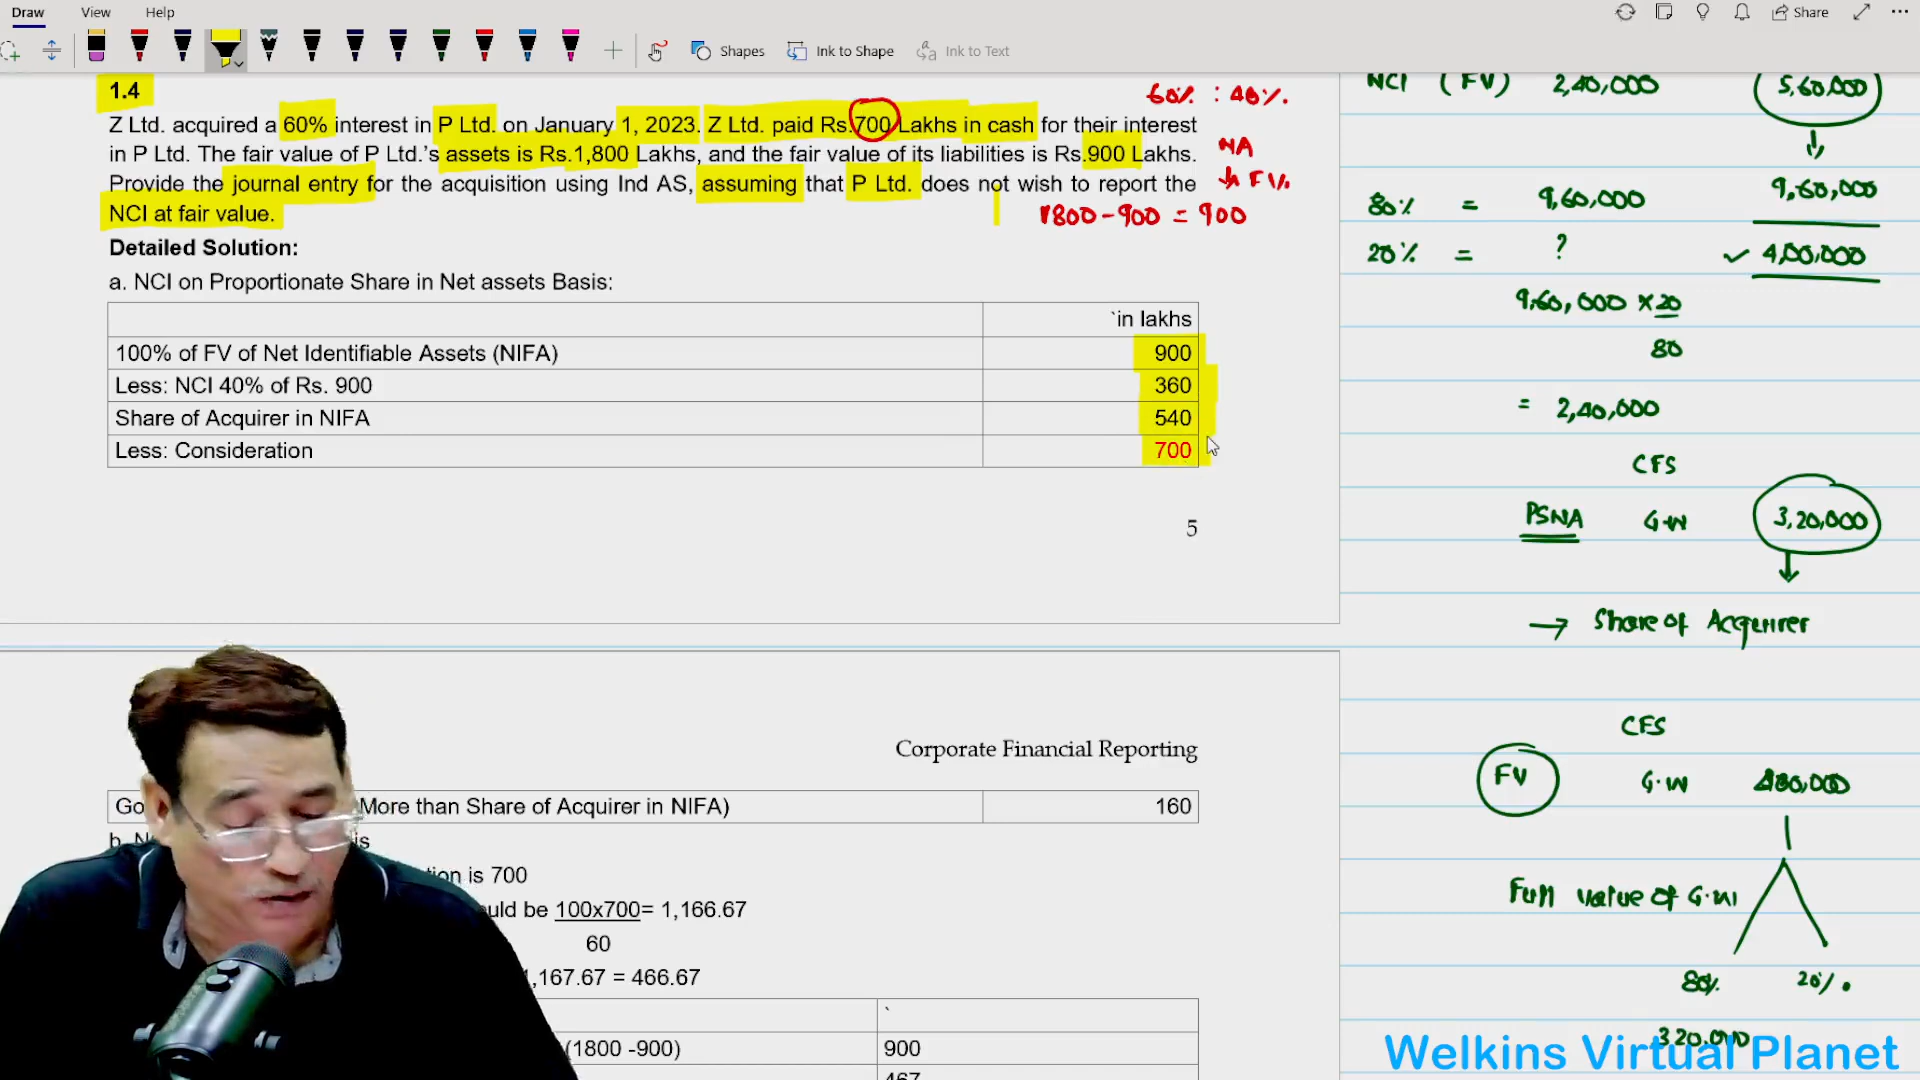 Draw View Help
Share
Shapes Ink to Shape Ink to Text
1.4
Z Ltd. acquired a 60% interest in P Ltd. on January 1, 2023. Z Ltd. paid Rs.700 Lakhs in cash for their interest
in P Ltd. The fair value of P Ltd.'s assets is Rs.1,800 Lakhs, and the fair value of its liabilities is Rs.900 Lakhs.
Provide the journal entry for the acquisition using Ind AS, assuming that P Ltd. does not wish to report the
NCI at fair value.
60% : 40%.
NA
FV%
1800 - 900 = 900
Detailed Solution:
a. NCI on Proportionate Share in Net assets Basis:
`in lakhs
100% of FV of Net Identifiable Assets (NIFA) 900
Less: NCI 40% of Rs. 900 360
Share of Acquirer in NIFA 540
Less: Consideration 700
5
Corporate Financial Reporting
Go More than Share of Acquirer in NIFA) 160
b. N is
tion is 700
uld be 100x700= 1,166.67
60
1,167.67 = 466.67
`
(1800 -900) 900
467
NCI (FV) 2,40,000 5,60,000
9,60,000
80% = 9,60,000
20% = ? 4,00,000
9,60,000 x 20
80
= 2,40,000
CFS
PSNA G.W 3,20,000
→ Share of Acquirer
CFS
FV G.W
Full value of G.W
80% 20%.
320.000
Welkins Virtual Planet